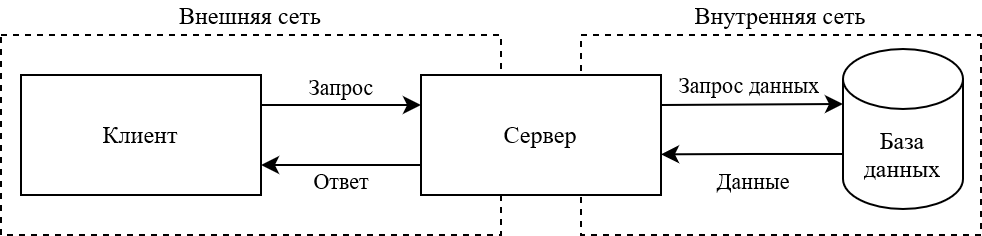 Внешняя сеть
Внутренняя сеть
Клиент
Запрос
Ответ
Сервер
Запрос данных
Данные
База
данных